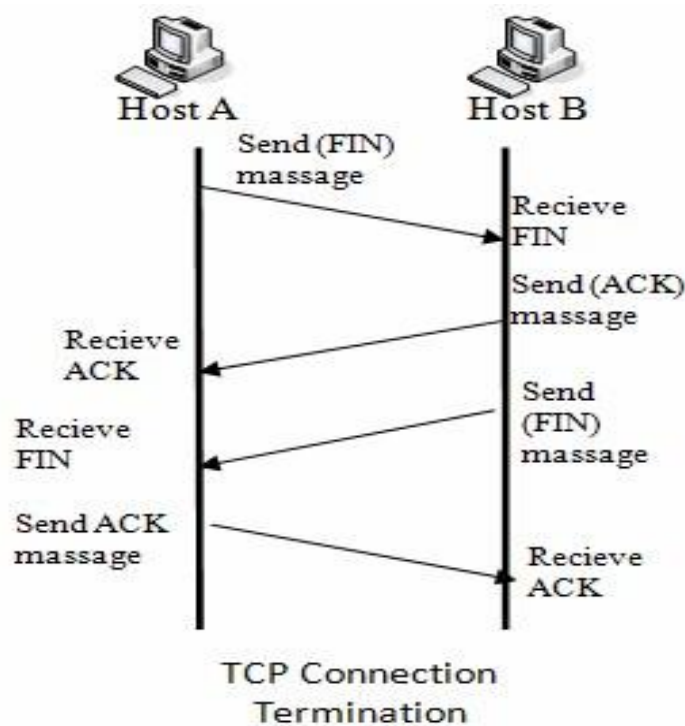 Host A
Host B
Send (FIN)
massage
Recieve
FIN
Send (ACK)
massage
Recieve
ACK
Send
(FIN)
massage
Recieve
FIN
Send ACK
massage
Recieve
ACK
TCP Connection
Termination